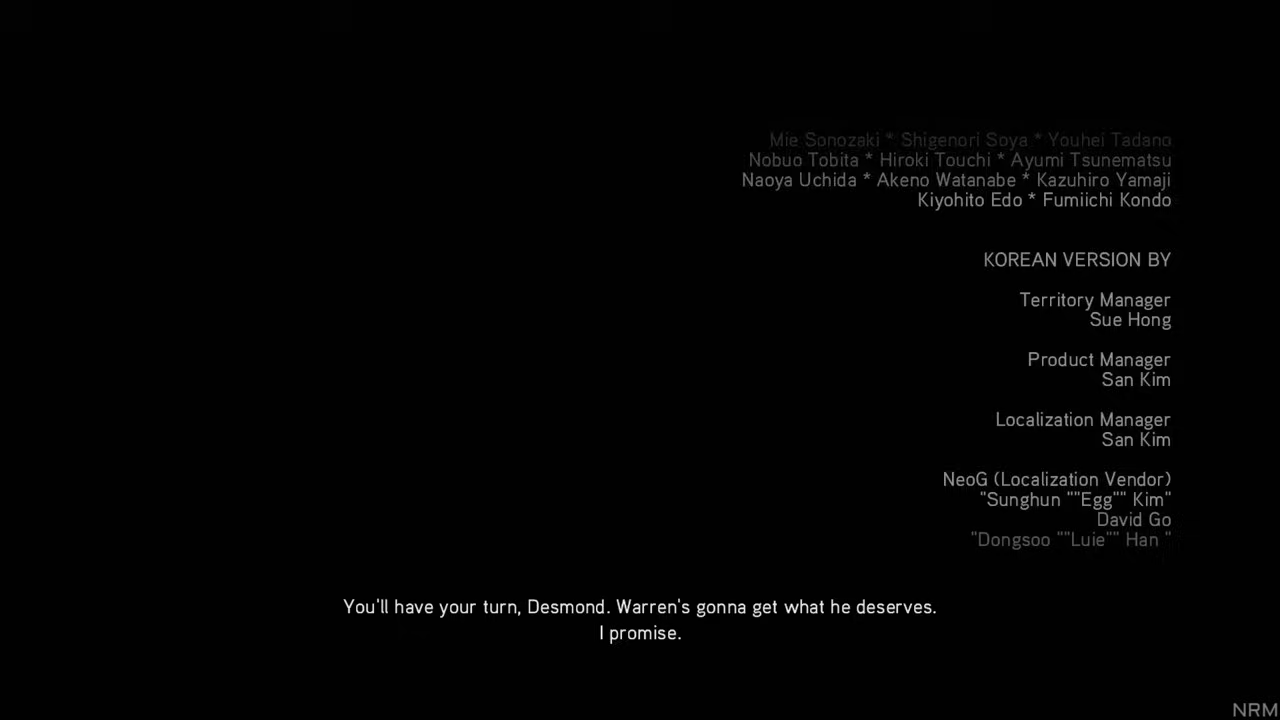 Mie Sonozaki * Shigenori Soya * Youhei Tadano
Nobuo Tobita * Hiroki Touchi * Ayumi Tsunematsu
Naoya Uchida * Akeno Watanabe * Kazuhiro Yamaji
Kiyohito Edo * Fumiichi Kondo
KOREAN VERSION BY
Territory Manager
Sue Hong
Product Manager
San Kim
Localization Manager
San Kim
NeoG (Localization Vendor)
"Sunghun ""Egg"" Kim"
David Go
"Dongsoo ""Luie"" Han "
You'll have your turn, Desmond. Warren's gonna get what he deserves.
I promise.
NRM